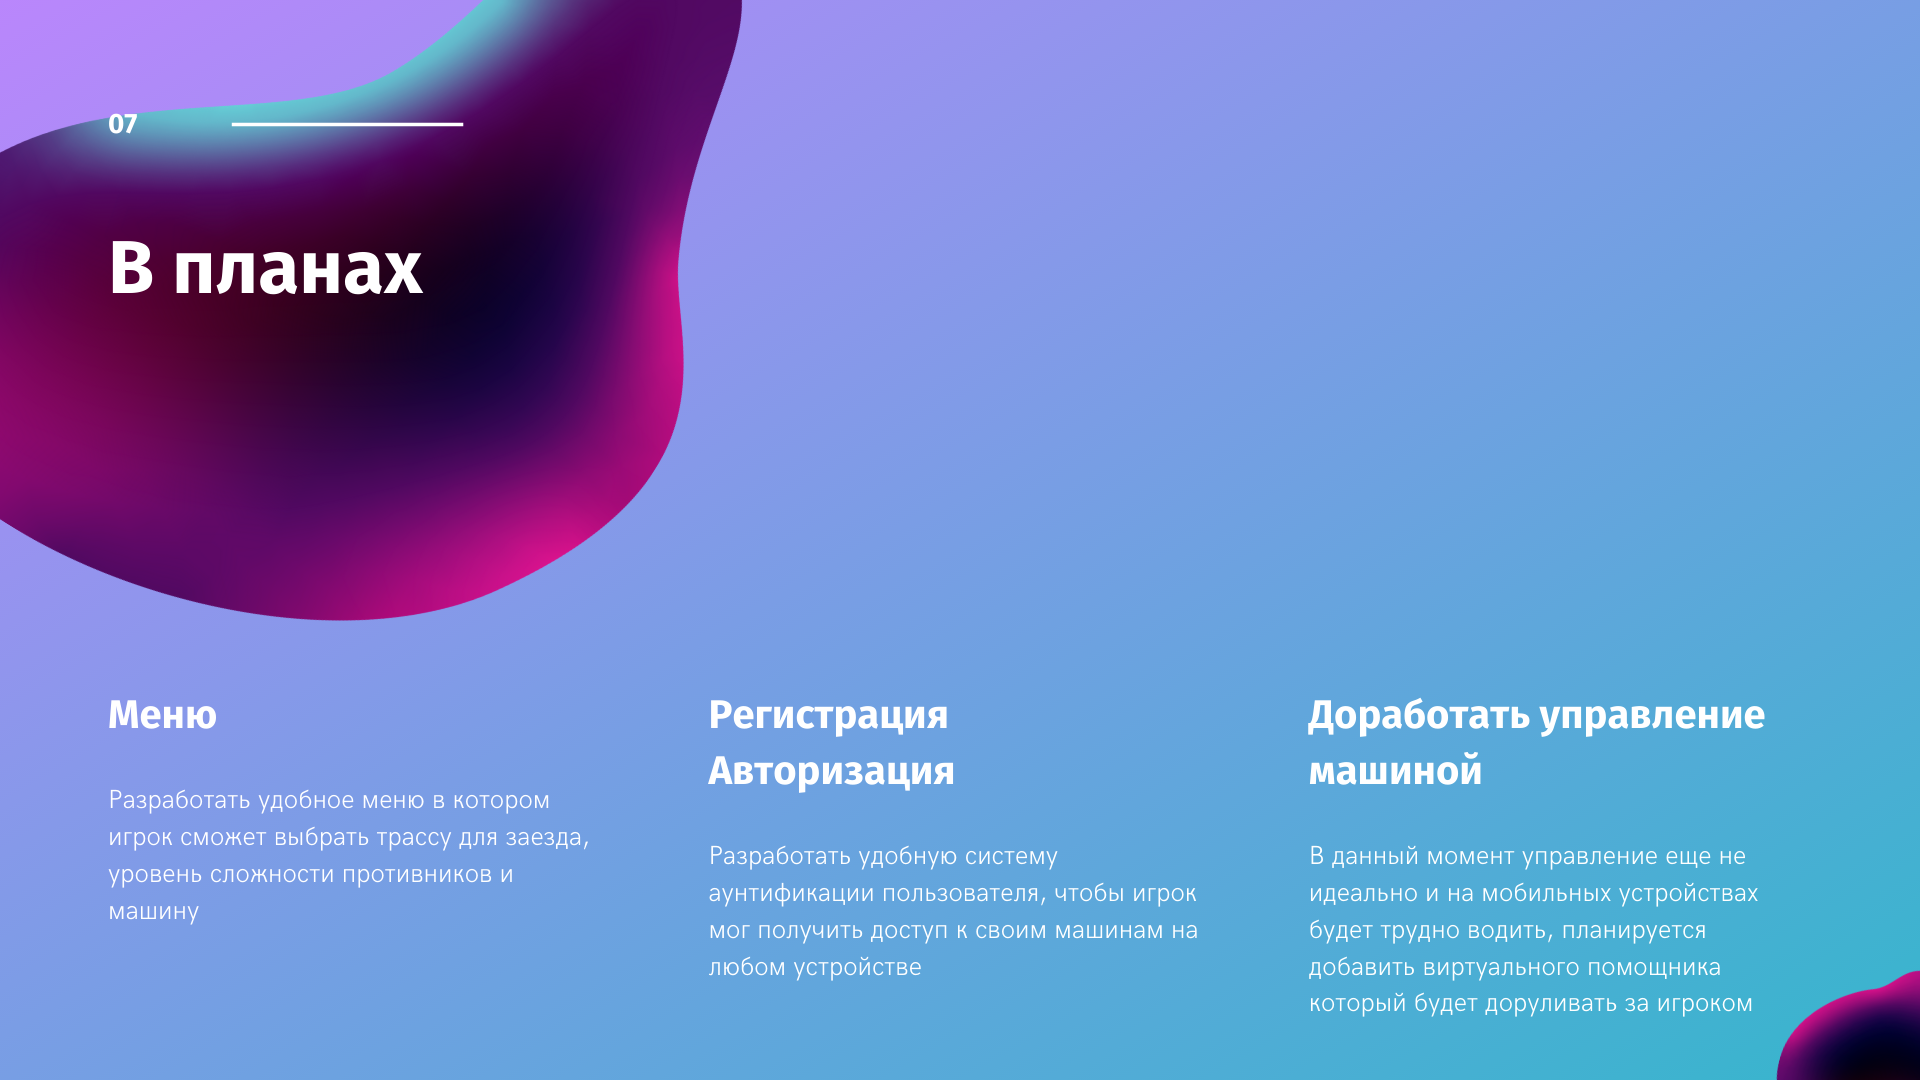 07
В планах
Меню
Разработать удобное меню в котором
игрок сможет выбрать трассу для заезда,
уровень сложности противников и
машину
Регистрация
Авторизация
Разработать удобную систему
аунтификации пользователя, чтобы игрок
мог получить доступ к своим машинам на
любом устройстве
Доработать управление
машиной
В данный момент управление еще не
идеально и на мобильных устройствах
будет трудно водить, планируется
добавить виртуального помощника
который будет доруливать за игроком